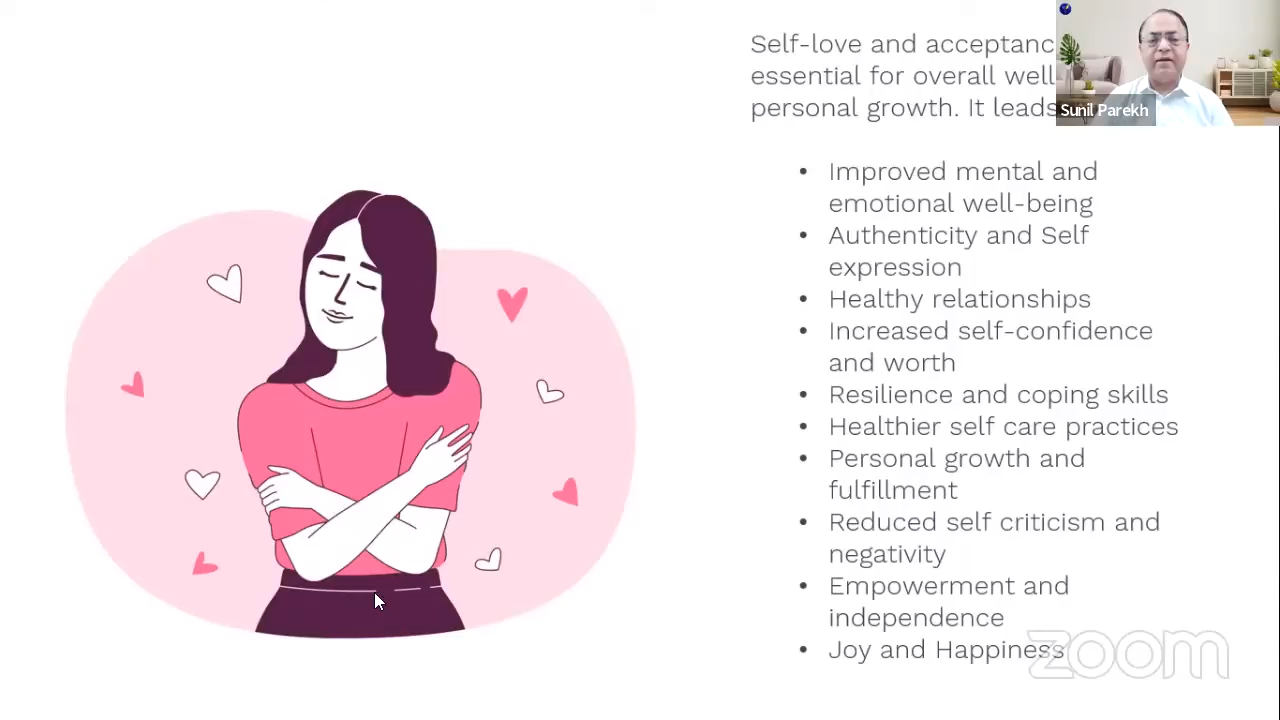 Self-love and acceptanc
essential for overall well
personal growth. It leads
Sunil Parekh
• Improved mental and
emotional well-being
• Authenticity and Self
expression
• Healthy relationships
• Increased self-confidence
and worth
• Resilience and coping skills
• Healthier self care practices
• Personal growth and
fulfillment
• Reduced self criticism and
negativity
• Empowerment and
independence
• Joy and Happiness
zoom